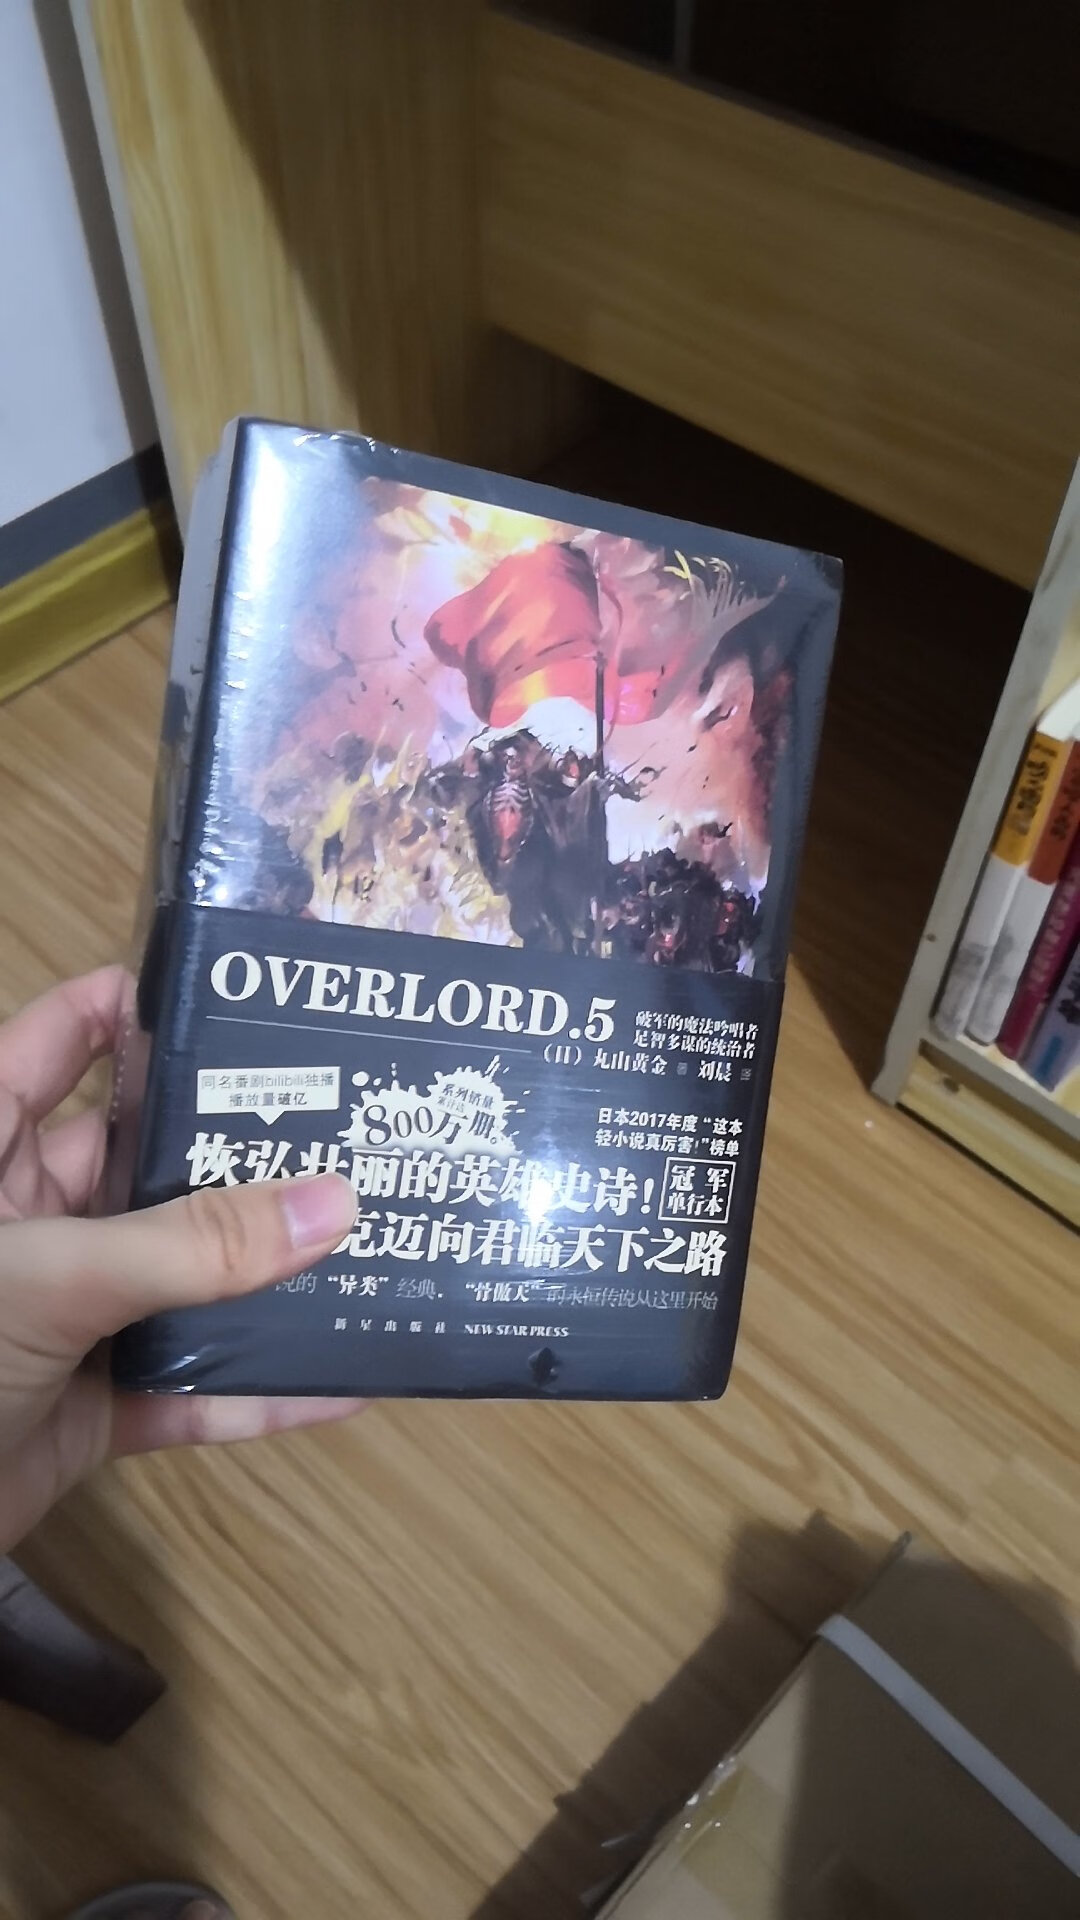 OVERLORD.5
破军的魔法吟唱者
足智多谋的统治者
(日)丸山黄金 著 刘晨 译
同名番剧bilibili独播
播放量破亿
系列销量
累计达
800万册。
日本2017年度“这本
轻小说真厉害!”榜单
冠军
单行本
恢弘壮丽的英雄史诗!
克迈向君临天下之路
说的“异类”经典,“骨傲天”的永恒传说从这里开始
新星出版社 NEW STAR PRESS